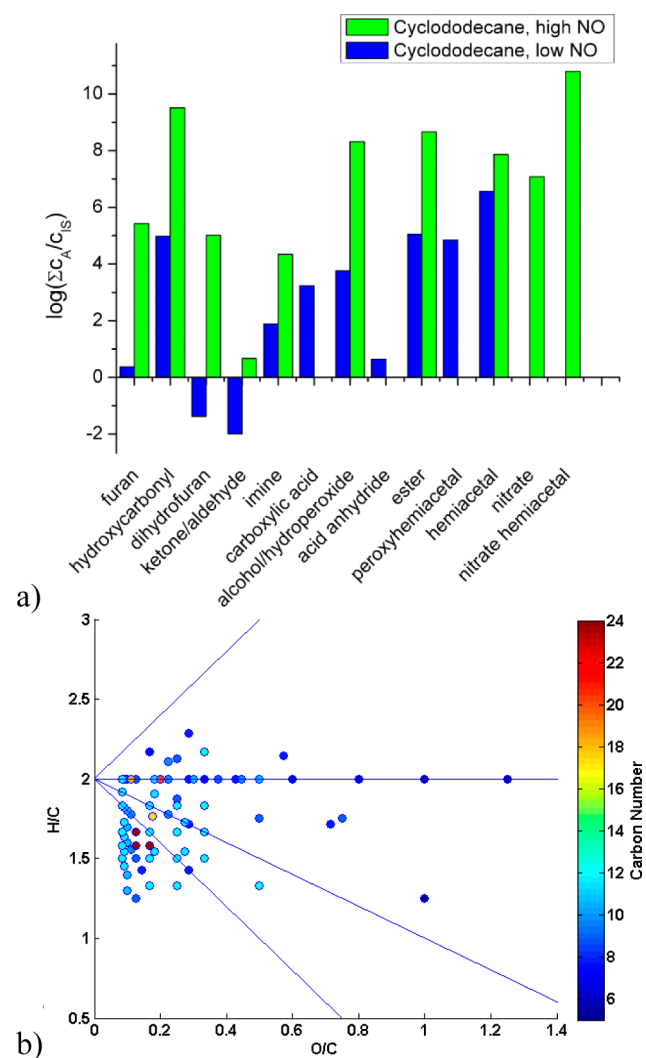 a)
Cyclododecane, high NO
Cyclododecane, low NO
log(Σc_A/c_IS)
10
8
6
4
2
0
-2
furan
hydroxycarbonyl
dihydrofuran
ketone/aldehyde
imine
carboxylic acid
alcohol/hydroperoxide
acid anhydride
ester
peroxyhemiacetal
hemiacetal
nitrate
nitrate hemiacetal
b)
H/C
3
2.5
2
1.5
1
0.5
0
0.2
0.4
0.6
0.8
1
1.2
1.4
O/C
24
22
20
18
16
14
12
10
8
6
Carbon Number